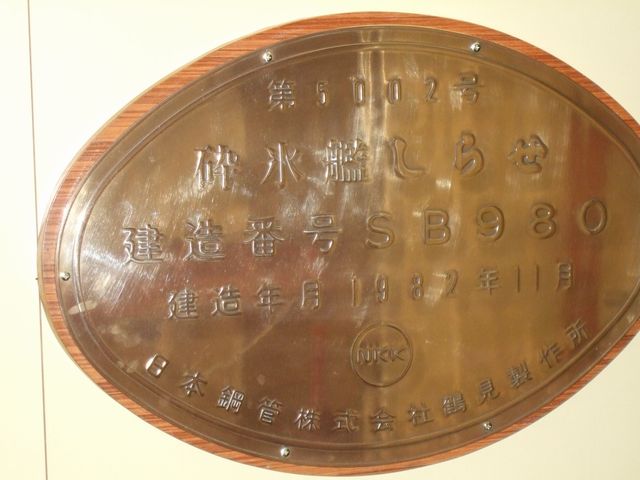 第5002号
砕氷艦しらせ
建造番号SB980
建造年月1982年11月
NKK
日本鋼管株式会社鶴見製作所